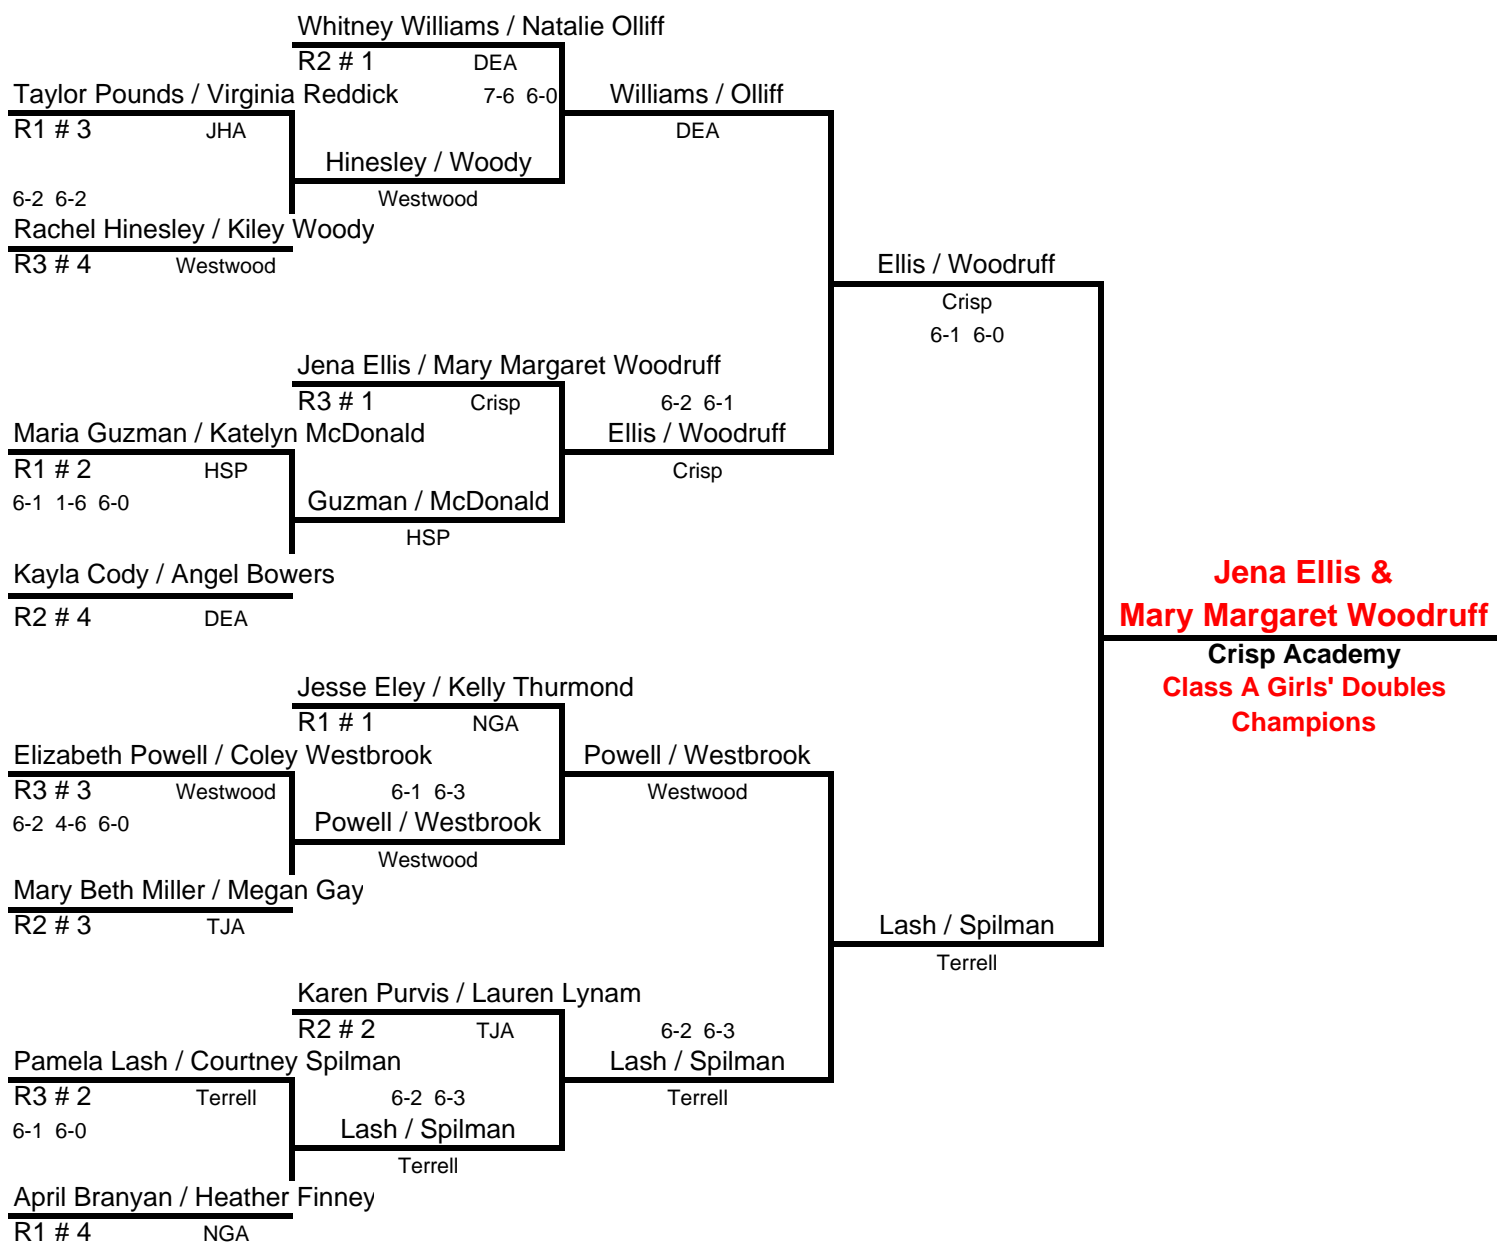 Whitney Williams / Natalie Olliff
R2 # 1 DEA
Taylor Pounds / Virginia Reddick 7-6 6-0 Williams / Olliff
R1 # 3 JHA DEA
Hinesley / Woody
6-2 6-2 Westwood
Rachel Hinesley / Kiley Woody
R3 # 4 Westwood Ellis / Woodruff
Crisp
6-1 6-0
Jena Ellis / Mary Margaret Woodruff
R3 # 1 Crisp 6-2 6-1
Maria Guzman / Katelyn McDonald Ellis / Woodruff
R1 # 2 HSP Crisp
6-1 1-6 6-0 Guzman / McDonald
HSP
Kayla Cody / Angel Bowers Jena Ellis &
R2 # 4 DEA Mary Margaret Woodruff
Crisp Academy
Jesse Eley / Kelly Thurmond Class A Girls' Doubles
R1 # 1 NGA Champions
Elizabeth Powell / Coley Westbrook Powell / Westbrook
R3 # 3 Westwood 6-1 6-3 Westwood
6-2 4-6 6-0 Powell / Westbrook
Westwood
Mary Beth Miller / Megan Gay
R2 # 3 TJA Lash / Spilman
Terrell
Karen Purvis / Lauren Lynam
R2 # 2 TJA 6-2 6-3
Pamela Lash / Courtney Spilman Lash / Spilman
R3 # 2 Terrell 6-2 6-3 Terrell
6-1 6-0 Lash / Spilman
Terrell
April Branyan / Heather Finney
R1 # 4 NGA